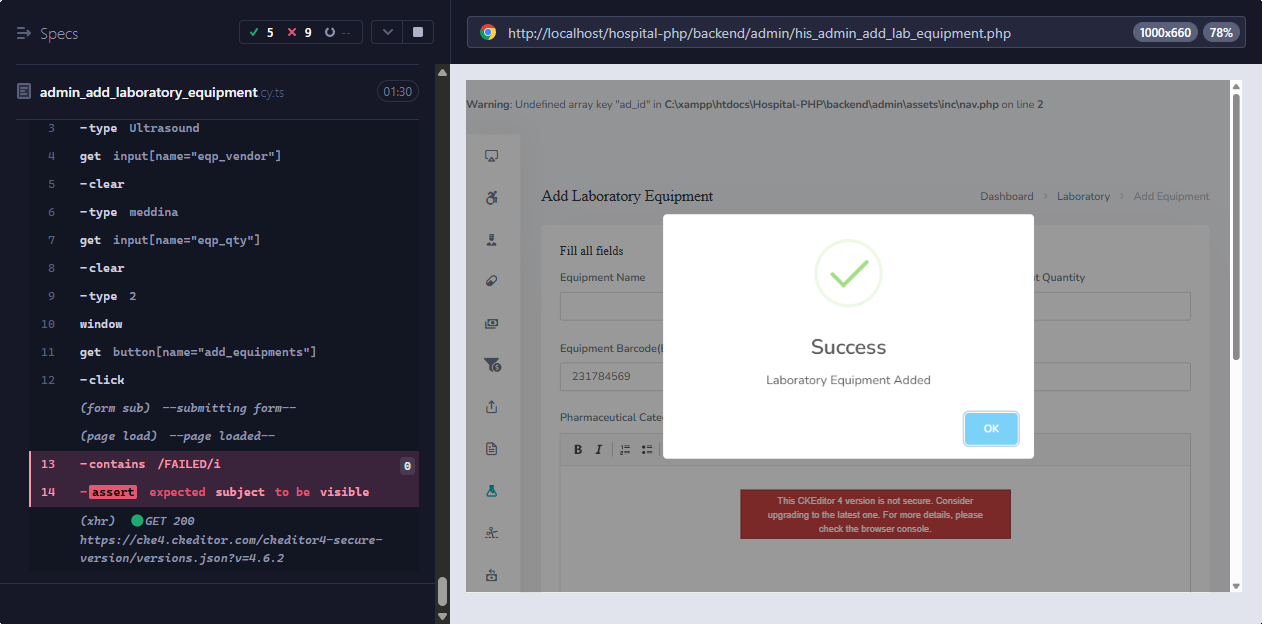 Specs
5 9 --
http://localhost/hospital-php/backend/admin/his_admin_add_lab_equipment.php
1000x660 78%
admin_add_laboratory_equipment.cy.ts 01:30
3 -type Ultrasound
4 get input[name="eqp_vendor"]
5 -clear
6 -type meddina
7 get input[name="eqp_qty"]
8 -clear
9 -type 2
10 window
11 get button[name="add_equipments"]
12 -click
(form sub) --submitting form--
(page load) --page loaded--
13 -contains /FAILED/i 0
14 -assert expected subject to be visible
(xhr) GET 200
https://cke4.ckeditor.com/ckeditor4-secure-
version/versions.json?v=4.6.2
Warning: Undefined array key "ad_id" in C:\xampp\htdocs\Hospital-PHP\backend\admin\assets\inc\nav.php on line 2
Add Laboratory Equipment
Dashboard > Laboratory > Add Equipment
Fill all fields
Equipment Name
t Quantity
Equipment Barcode(
231784569
Pharmaceutical Cate
B I
Success
Laboratory Equipment Added
OK
This CKEditor 4 version is not secure. Consider
upgrading to the latest one. For more details, please
check the browser console.